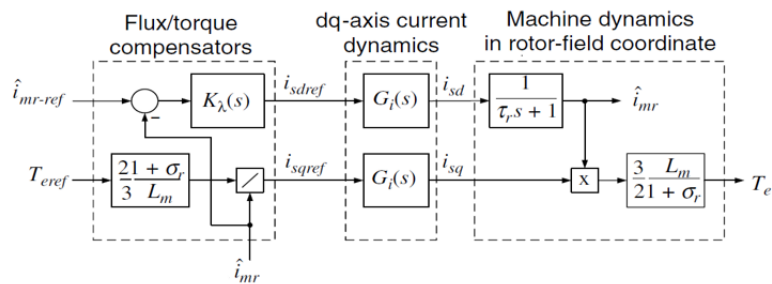 Flux/torque
compensators
dq-axis current
dynamics
Machine dynamics
in rotor-field coordinate
î_mr-ref
−
K_λ(s)
i_sdref
G_i(s)
i_sd
1
τ_r s + 1
î_mr
T_eref
2 1 + σ_r
3 L_m
/
i_sqref
G_i(s)
i_sq
x
3 L_m
2 1 + σ_r
T_e
î_mr